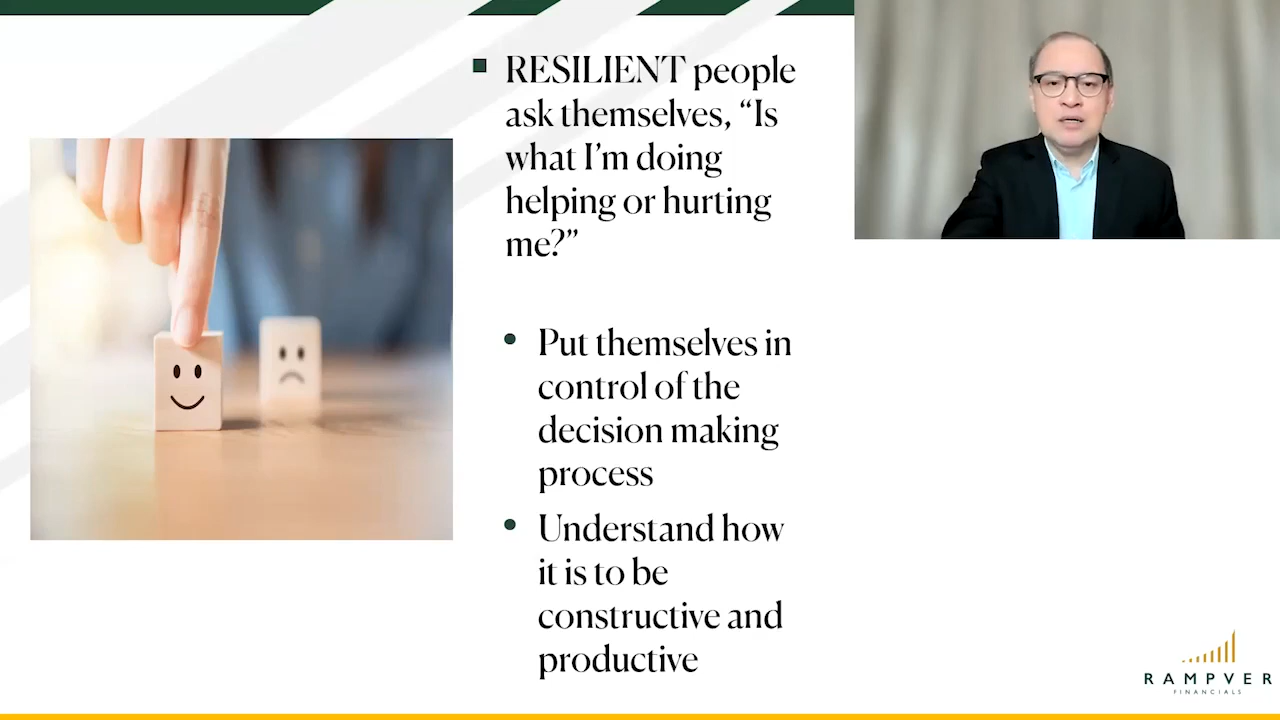 RESILIENT people
ask themselves, “Is
what I’m doing
helping or hurting
me?”
Put themselves in
control of the
decision making
process
Understand how
it is to be
constructive and
productive
RAMPVER
FINANCIALS